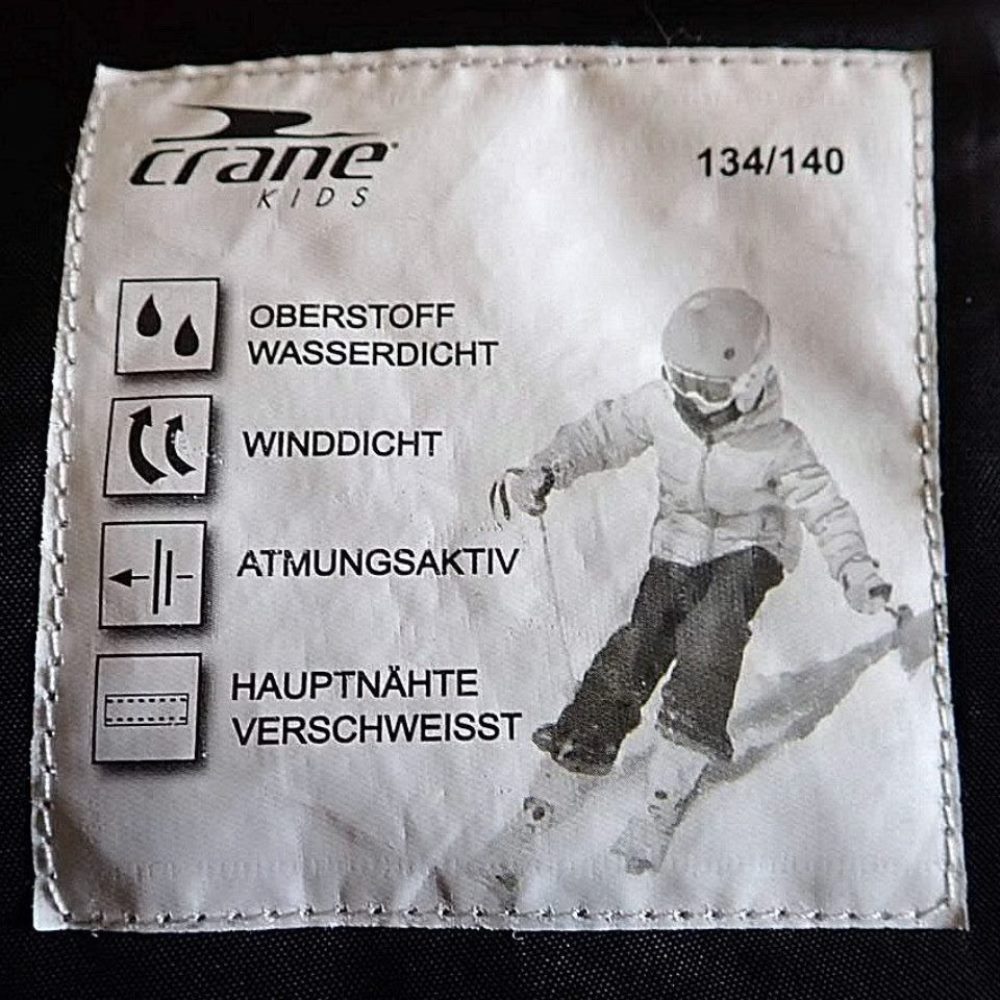 crane
KIDS
134/140
OBERSTOFF
WASSERDICHT
WINDDICHT
ATMUNGSAKTIV
HAUPTNÄHTE
VERSCHWEISST